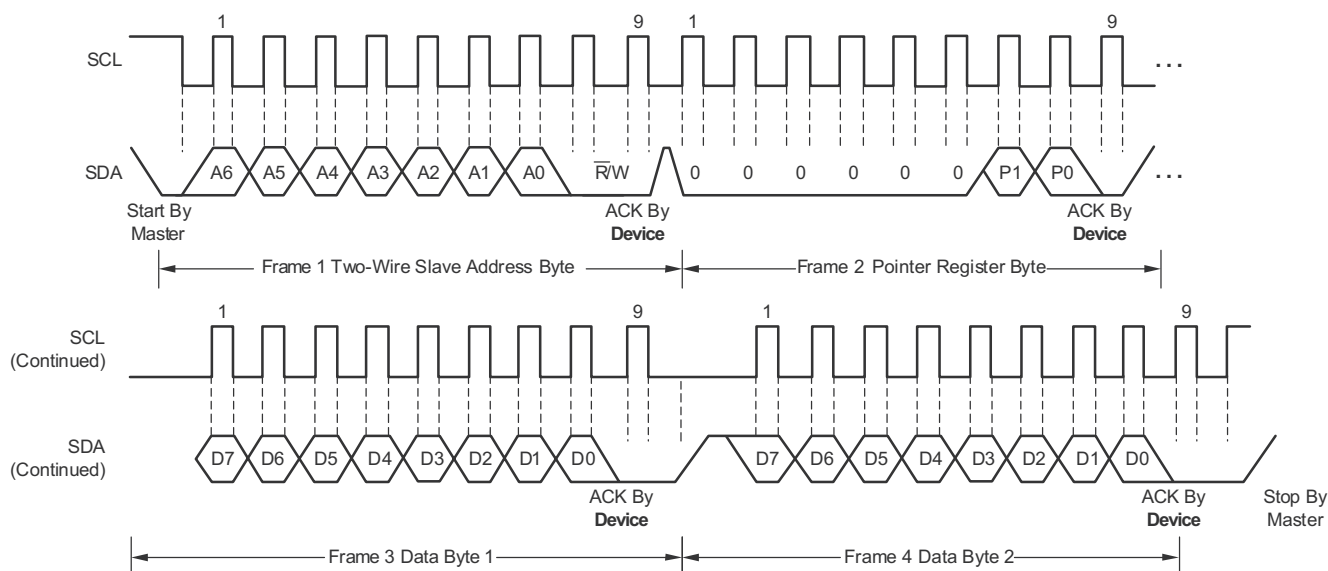 1 9 1 9
SCL
...
SDA A6 A5 A4 A3 A2 A1 A0 R̅/W 0 0 0 0 0 0 P1 P0 ...
Start By ACK By ACK By
Master Device Device
Frame 1 Two-Wire Slave Address Byte Frame 2 Pointer Register Byte
1 9 1 9
SCL
(Continued)
SDA D7 D6 D5 D4 D3 D2 D1 D0 D7 D6 D5 D4 D3 D2 D1 D0
(Continued)
ACK By ACK By Stop By
Device Device Master
Frame 3 Data Byte 1 Frame 4 Data Byte 2